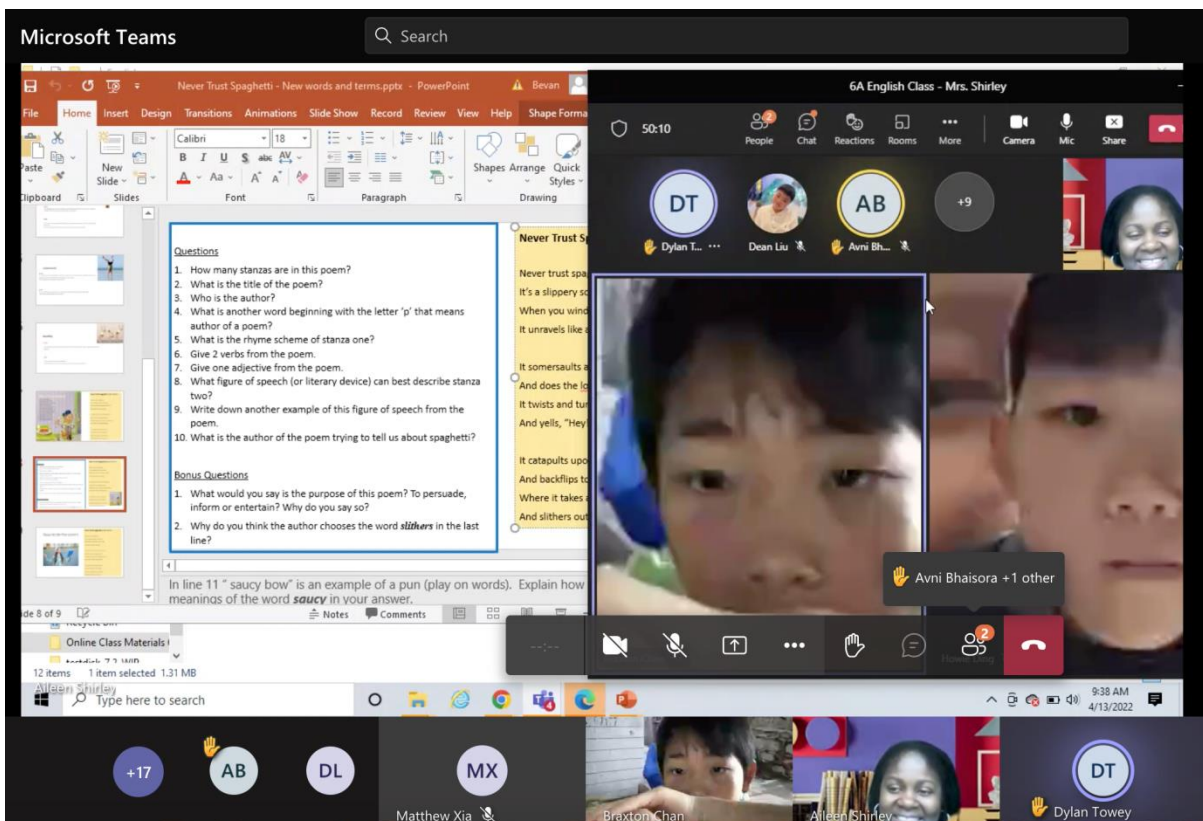 Microsoft Teams
Search
Never Trust Spaghetti - New words and terms.pptx - PowerPoint
Bevan
File Home Insert Design Transitions Animations Slide Show Record Review View Help Shape Forma
Paste
New Slide
Calibri 18
B I U S abc AV
A Aa A A
Shapes Arrange Quick Styles
Clipboard Slides Font Paragraph Drawing
Questions
1. How many stanzas are in this poem?
2. What is the title of the poem?
3. Who is the author?
4. What is another word beginning with the letter 'p' that means
author of a poem?
5. What is the rhyme scheme of stanza one?
6. Give 2 verbs from the poem.
7. Give one adjective from the poem.
8. What figure of speech (or literary device) can best describe stanza
two?
9. Write down another example of this figure of speech from the
poem.
10. What is the author of the poem trying to tell us about spaghetti?
Bonus Questions
1. What would you say is the purpose of this poem? To persuade,
inform or entertain? Why do you say so?
2. Why do you think the author chooses the word slithers in the last
line?
Never Trust Sp
Never trust spa
It's a slippery so
When you wind
It unravels like a
It somersaults a
And does the lo
It twists and tur
And yells, "Hey
It catapults upo
And backflips to
Where it takes a
And slithers out
In line 11 " saucy bow" is an example of a pun (play on words). Explain how
meanings of the word saucy in your answer.
ide 8 of 9
Notes Comments
Online Class Materials
12 items 1 item selected 1.31 MB
Aileen Shirley
Type here to search
6A English Class - Mrs. Shirley
50:10
2
People Chat Reactions Rooms More Camera Mic Share
DT
AB
+9
Dylan T... Dean Liu Avni Bh...
Avni Bhaisora +1 other
--:--
2
9:38 AM
4/13/2022
+17
AB
DL
MX
DT
Matthew Xia
Braxton Chan
Aileen Shirley
Dylan Towey